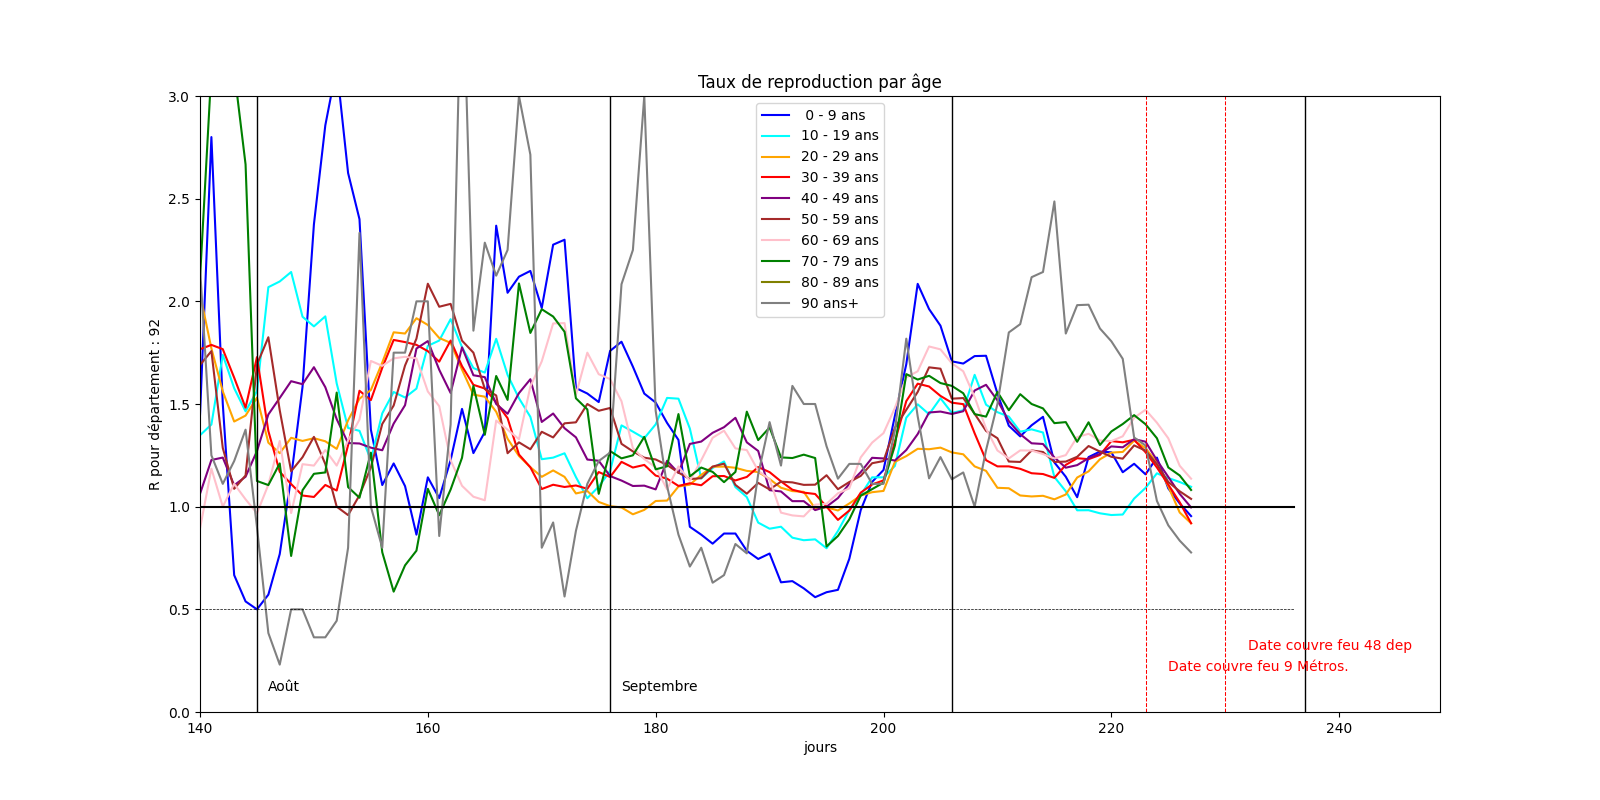 Taux de reproduction par âge
R pour département : 92
3.0
2.5
2.0
1.5
1.0
0.5
0.0
0 - 9 ans
10 - 19 ans
20 - 29 ans
30 - 39 ans
40 - 49 ans
50 - 59 ans
60 - 69 ans
70 - 79 ans
80 - 89 ans
90 ans+
Date couvre feu 48 dep
Date couvre feu 9 Métros.
Août
Septembre
140 160 180 200 220 240
jours